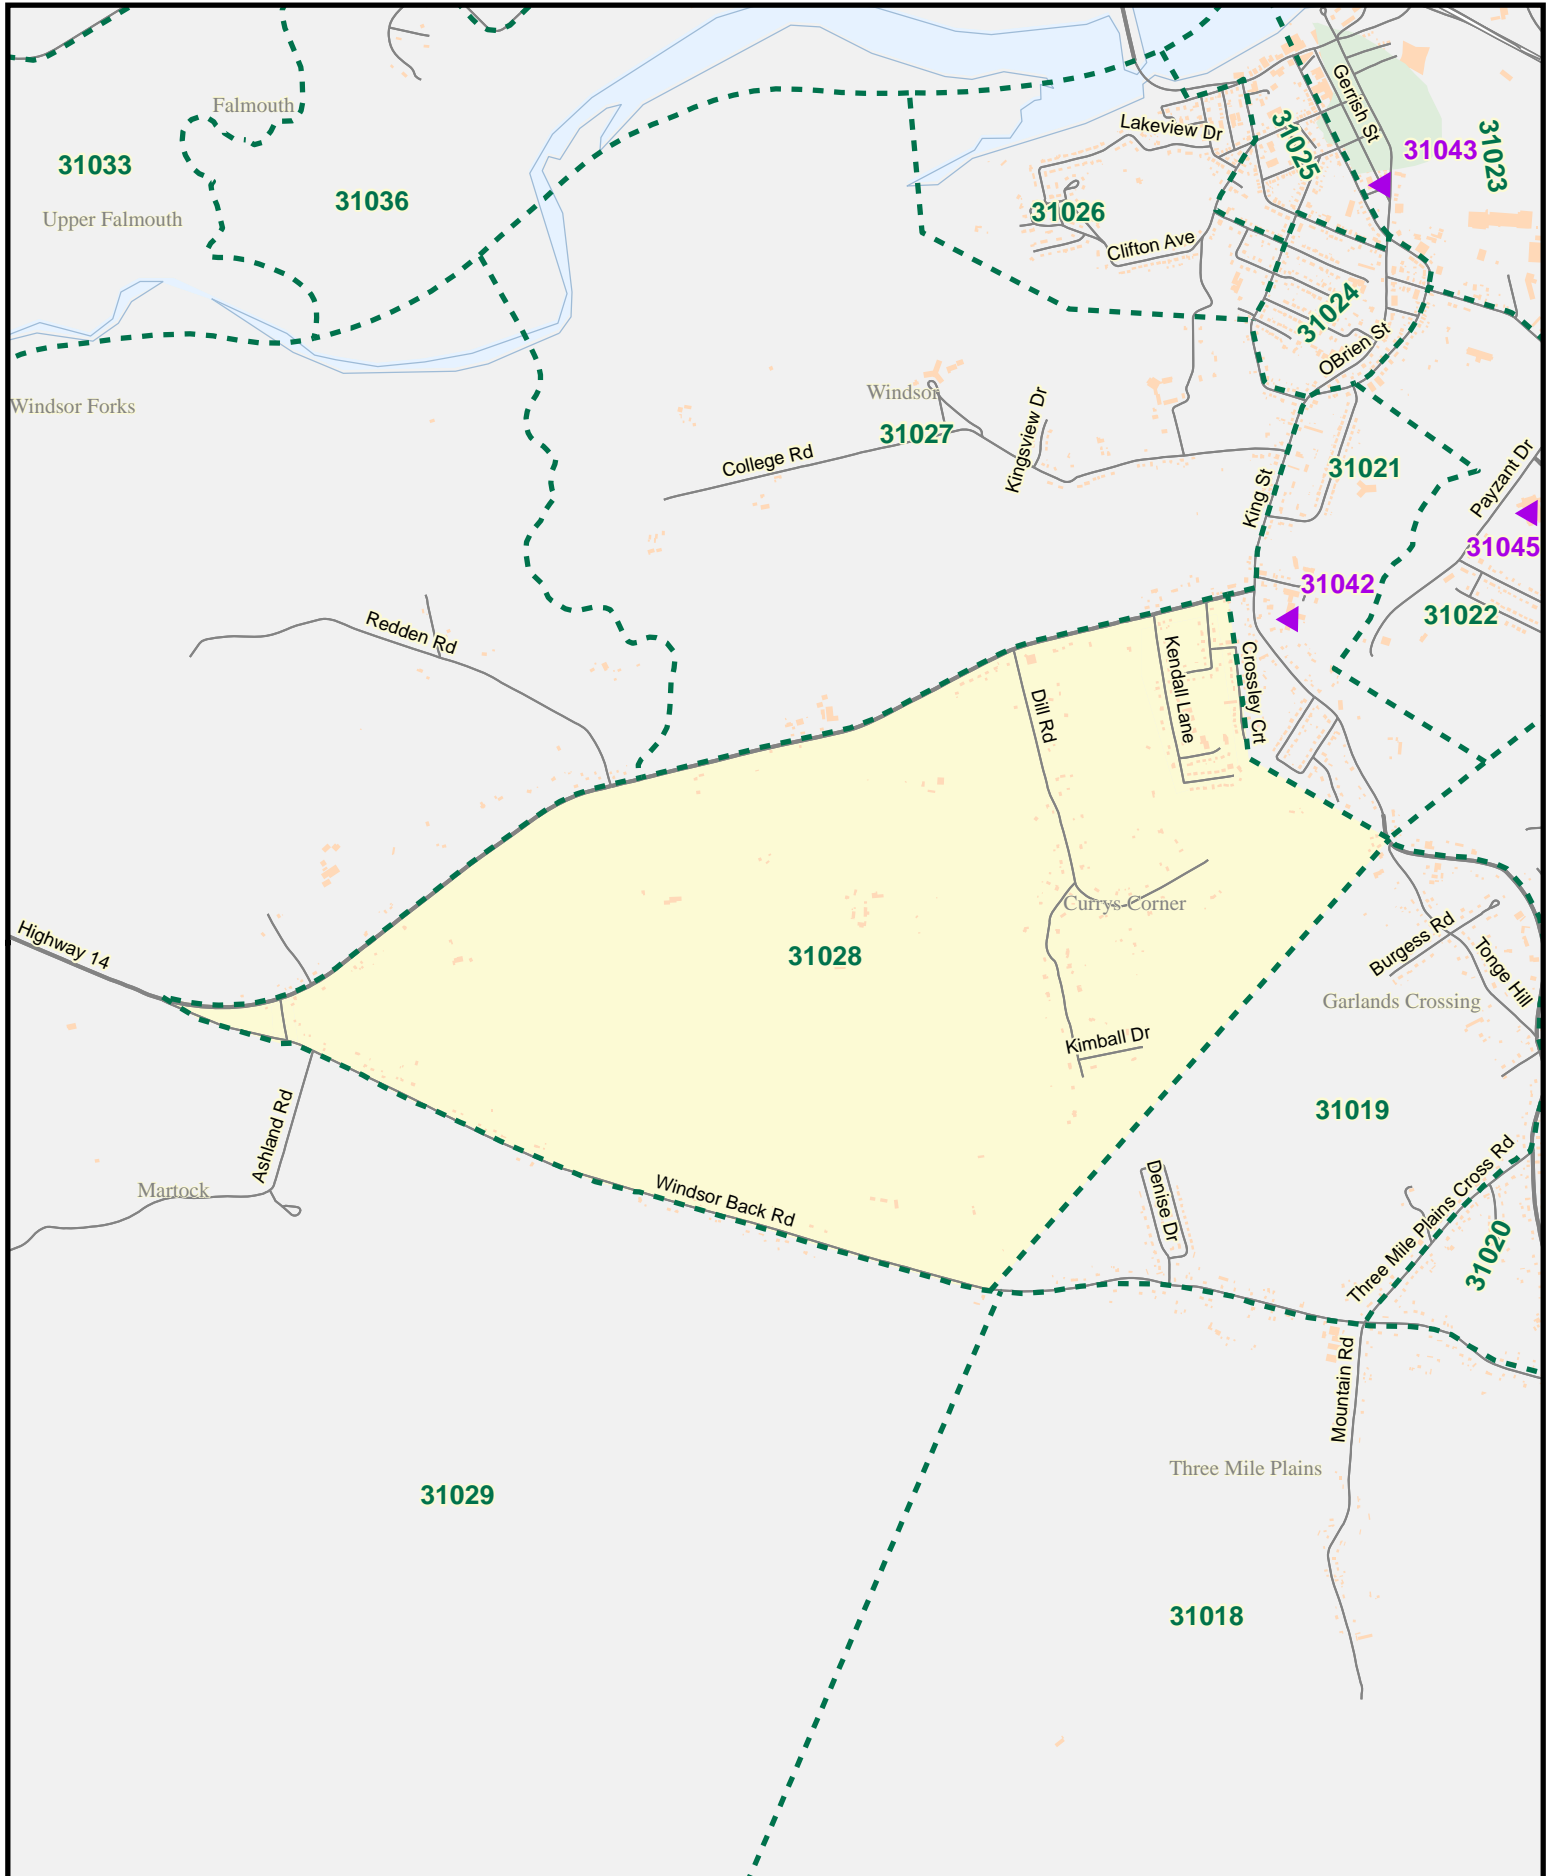 Gerrish St
Falmouth
Lakeview Dr
31025
31043
31023
31033
31036
Upper Falmouth
31026
Clifton Ave
31024
OBrien St
Windsor Forks
Windsor
31027
Kingsview Dr
College Rd
31021
King St
Payzant Dr
31045
31042
31022
Redden Rd
Kendall Lane
Crossley Crt
Dill Rd
Currys Corner
Highway 14
31028
Burgess Rd
Tonge Hill
Garlands Crossing
Kimball Dr
31019
Ashland Rd
Martock
Windsor Back Rd
Denise Dr
Three Mile Plains Cross Rd
31020
Mountain Rd
Three Mile Plains
31029
31018